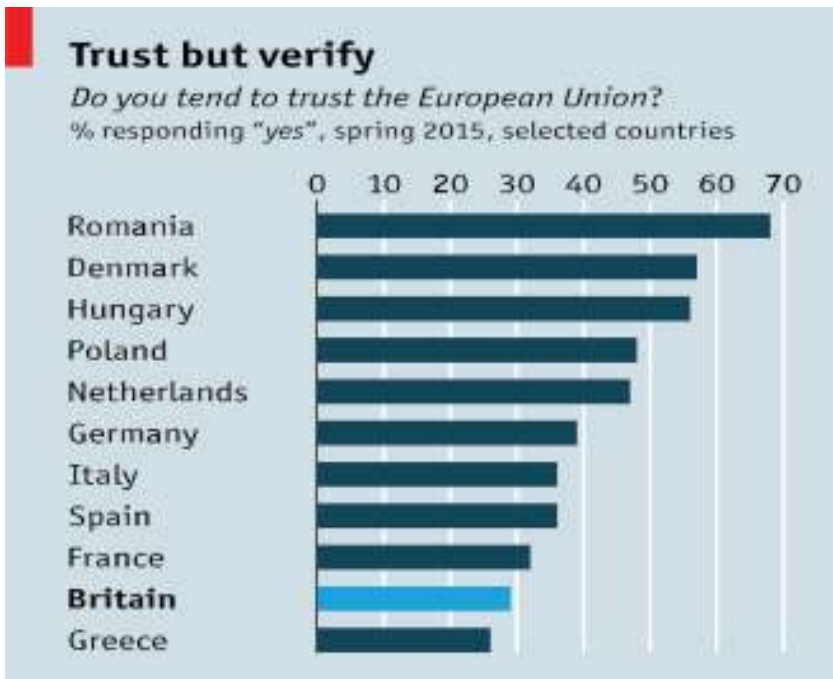 Trust but verify
Do you tend to trust the European Union?
% responding “yes”, spring 2015, selected countries
0 10 20 30 40 50 60 70
Romania
Denmark
Hungary
Poland
Netherlands
Germany
Italy
Spain
France
Britain
Greece